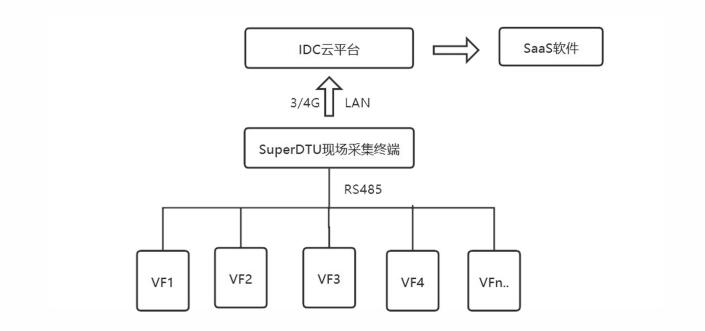 IDC云平台
SaaS软件
3/4G
LAN
SuperDTU现场采集终端
RS485
VF1
VF2
VF3
VF4
VFn..